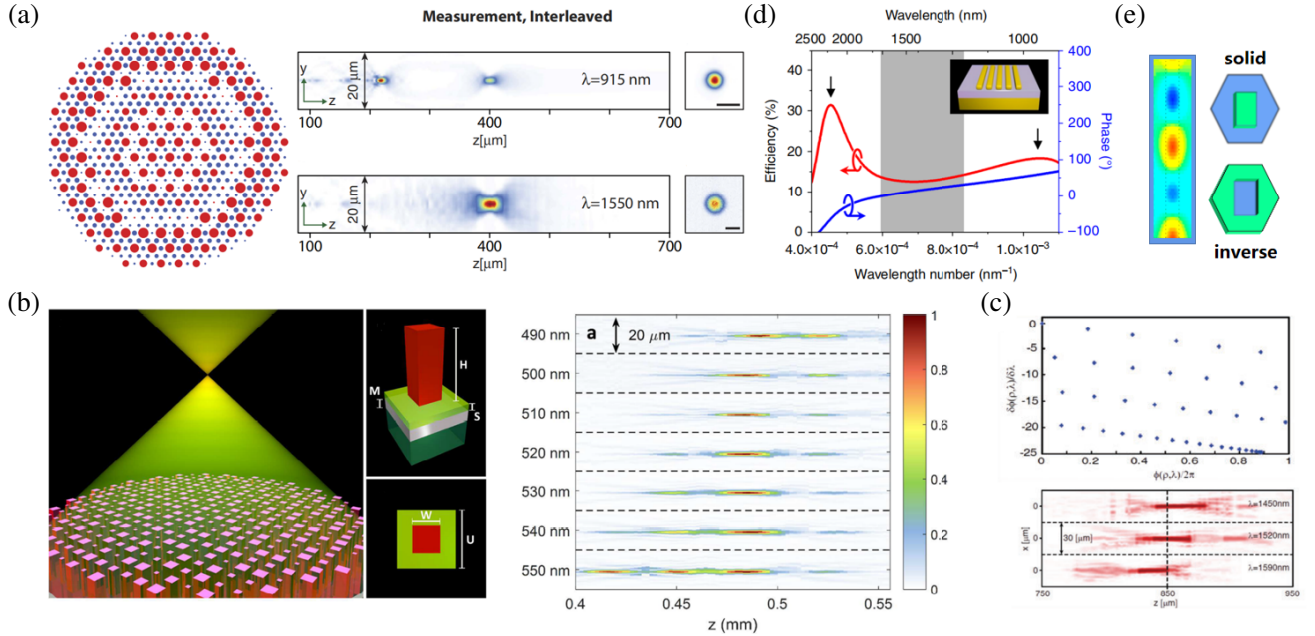 (a)
Measurement, Interleaved
y
z
20 μm
λ=915 nm
100
400
700
z[μm]
y
z
20 μm
λ=1550 nm
100
400
700
z[μm]
(d)
Wavelength (nm)
2500 2000 1500 1000
Efficiency (%)
40
30
20
10
0
Phase (°)
400
300
200
100
0
−100
4.0×10⁻⁴ 6.0×10⁻⁴ 8.0×10⁻⁴ 1.0×10⁻³
Wavelength number (nm⁻¹)
(e)
solid
inverse
(b)
H
M
S
W
U
a
20 μm
490 nm
500 nm
510 nm
520 nm
530 nm
540 nm
550 nm
0.4 0.45 0.5 0.55
z (mm)
1
0.8
0.6
0.4
0.2
0
(c)
δϕ(ρ,λ)/δλ
0
-5
-10
-15
-20
-25
0 0.2 0.4 0.6 0.8 1
ϕ(ρ,λ)/2π
x [μm]
0
λ=1450nm
30 [μm]
0
λ=1520nm
0
λ=1590nm
750 850 950
z [μm]